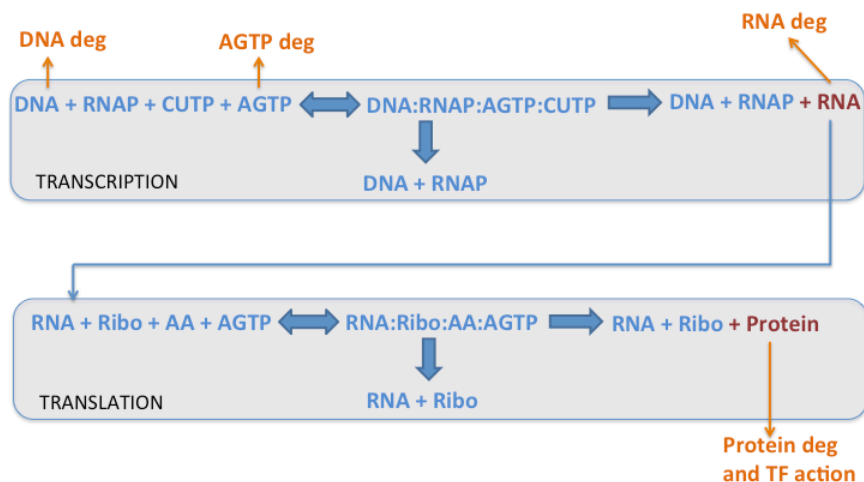 DNA deg
AGTP deg
RNA deg
DNA + RNAP + CUTP + AGTP
DNA:RNAP:AGTP:CUTP
DNA + RNAP + RNA
TRANSCRIPTION
DNA + RNAP
RNA + Ribo + AA + AGTP
RNA:Ribo:AA:AGTP
RNA + Ribo + Protein
TRANSLATION
RNA + Ribo
Protein deg
and TF action